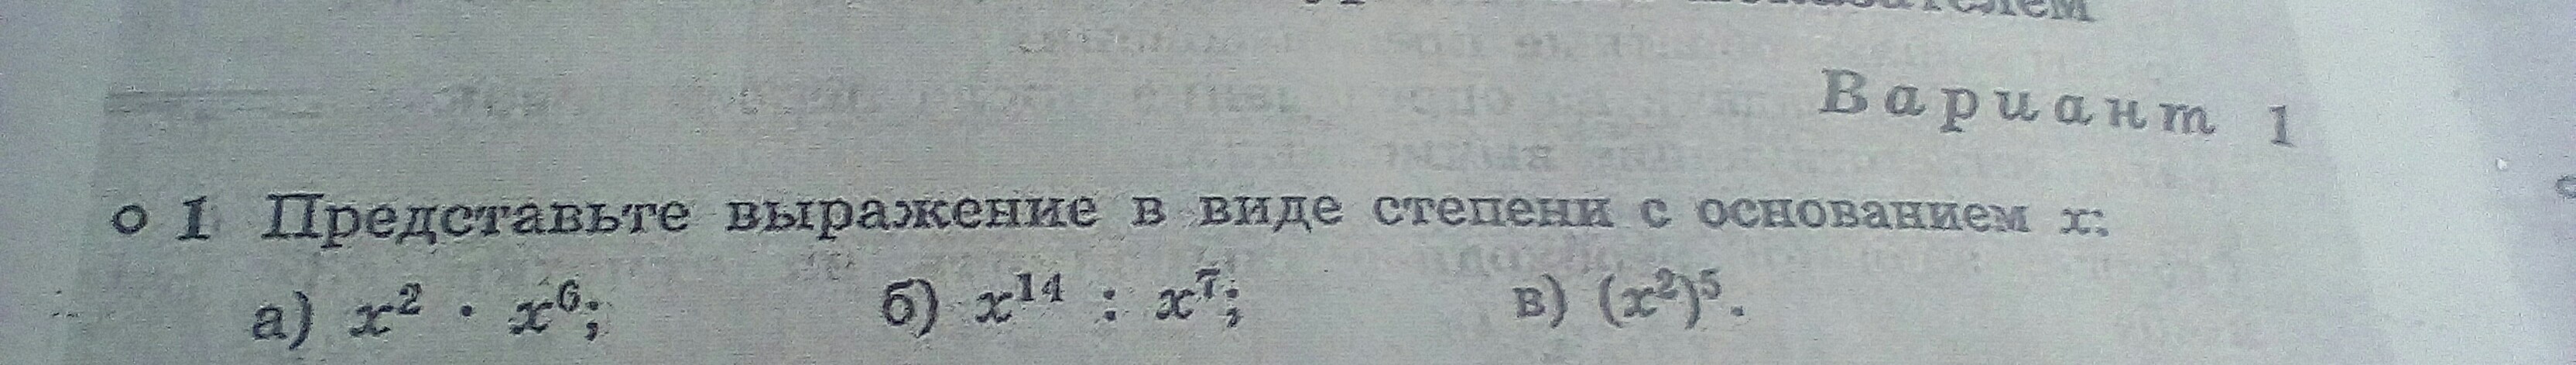 Вариант 1
1 Представьте выражение в виде степени с основанием x:
а) x² · x⁶; б) x¹⁴ : x⁷; в) (x²)⁵.